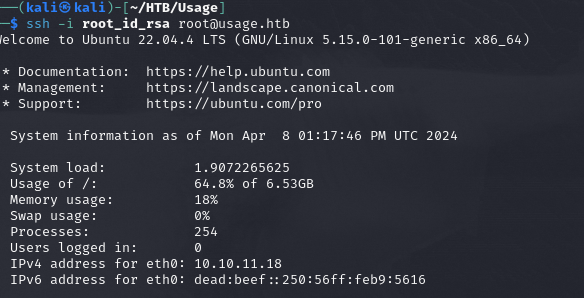 (kali㉿kali)-[~/HTB/Usage]
$ ssh -i root_id_rsa root@usage.htb
Welcome to Ubuntu 22.04.4 LTS (GNU/Linux 5.15.0-101-generic x86_64)
* Documentation: https://help.ubuntu.com
* Management: https://landscape.canonical.com
* Support: https://ubuntu.com/pro
System information as of Mon Apr 8 01:17:46 PM UTC 2024
System load: 1.9072265625
Usage of /: 64.8% of 6.53GB
Memory usage: 18%
Swap usage: 0%
Processes: 254
Users logged in: 0
IPv4 address for eth0: 10.10.11.18
IPv6 address for eth0: dead:beef::250:56ff:feb9:5616